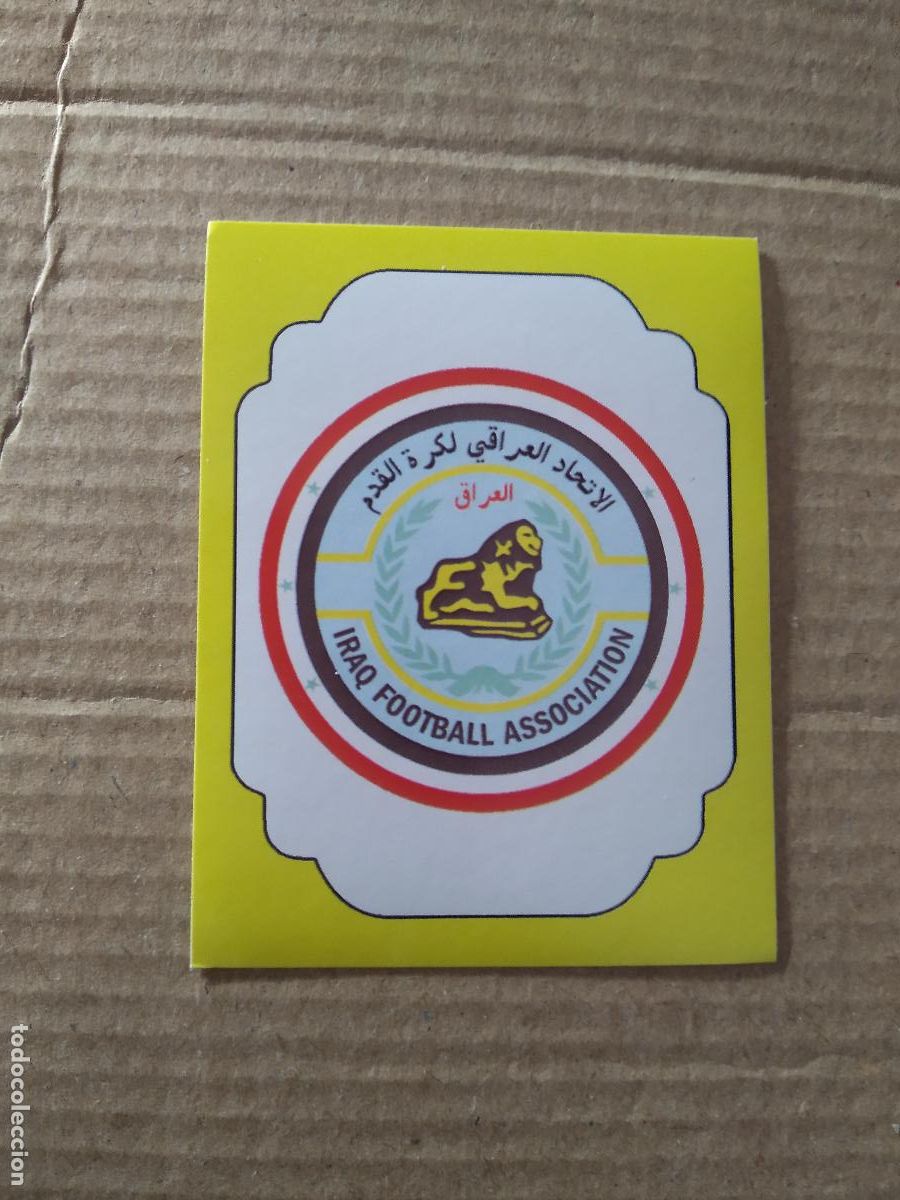 الاتحاد العراقي لكرة القدم
العراق
IRAQ FOOTBALL ASSOCIATION
todocoleccion